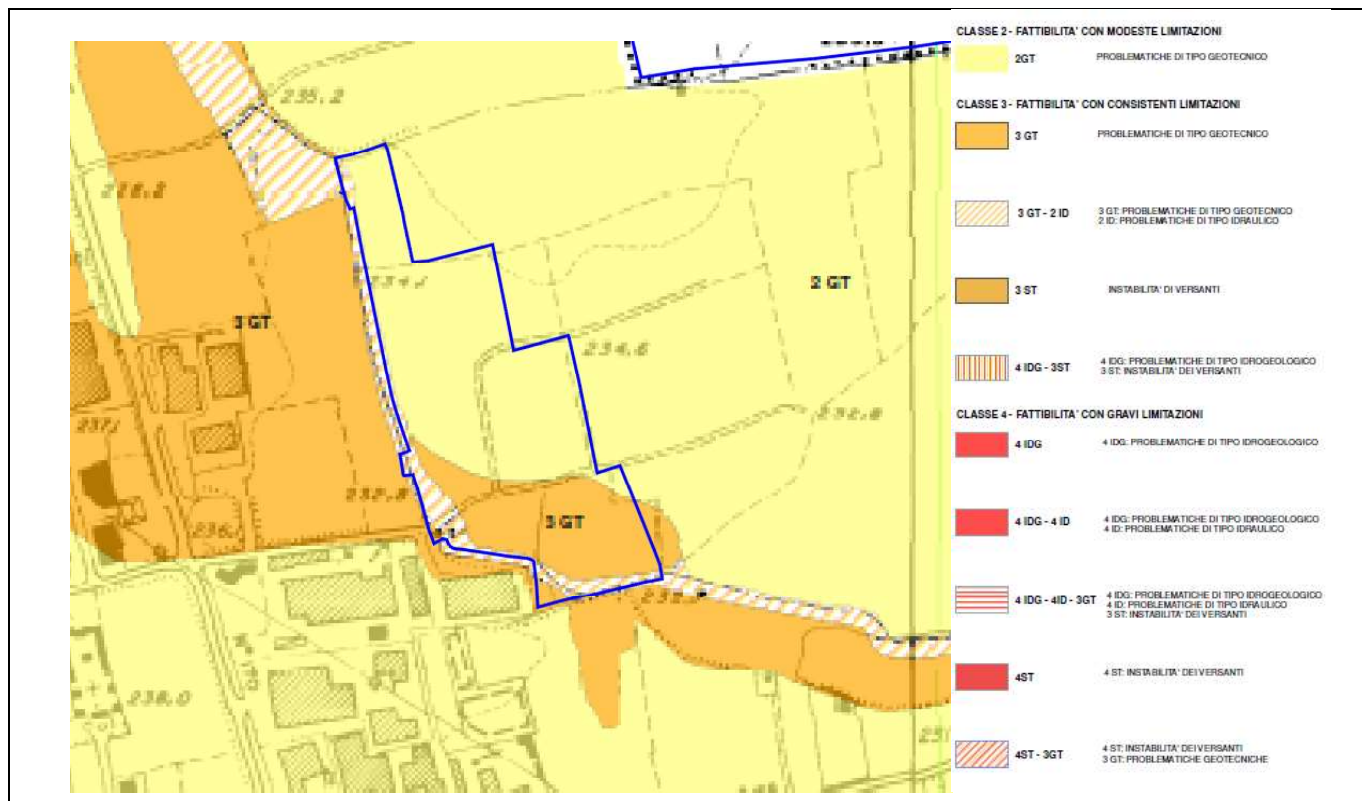 CLASSE 2 - FATTIBILITA' CON MODESTE LIMITAZIONI
2GT PROBLEMATICHE DI TIPO GEOTECNICO
CLASSE 3 - FATTIBILITA' CON CONSISTENTI LIMITAZIONI
3 GT PROBLEMATICHE DI TIPO GEOTECNICO
3 GT - 2 ID 3 GT: PROBLEMATICHE DI TIPO GEOTECNICO
2 ID: PROBLEMATICHE DI TIPO IDRAULICO
3 ST INSTABILITA' DI VERSANTI
4 IDG - 3ST 4 IDG: PROBLEMATICHE DI TIPO IDROGEOLOGICO
3 ST: INSTABILITA' DEI VERSANTI
CLASSE 4 - FATTIBILITA' CON GRAVI LIMITAZIONI
4 IDG 4 IDG: PROBLEMATICHE DI TIPO IDROGEOLOGICO
4 IDG - 4 ID 4 IDG: PROBLEMATICHE DI TIPO IDROGEOLOGICO
4 ID: PROBLEMATICHE DI TIPO IDRAULICO
4 IDG - 4ID - 3GT 4 IDG: PROBLEMATICHE DI TIPO IDROGEOLOGICO
4 ID: PROBLEMATICHE DI TIPO IDRAULICO
3 ST: INSTABILITA' DEI VERSANTI
4ST 4 ST: INSTABILITA' DEI VERSANTI
4ST - 3GT 4 ST: INSTABILITA' DEI VERSANTI
3 GT: PROBLEMATICHE GEOTECNICHE
235.2
2 GT
3 GT
234.6
232.8
232.8
3 GT
238.0